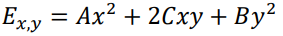 E_{x,y} = Ax^2 + 2Cxy + By^2